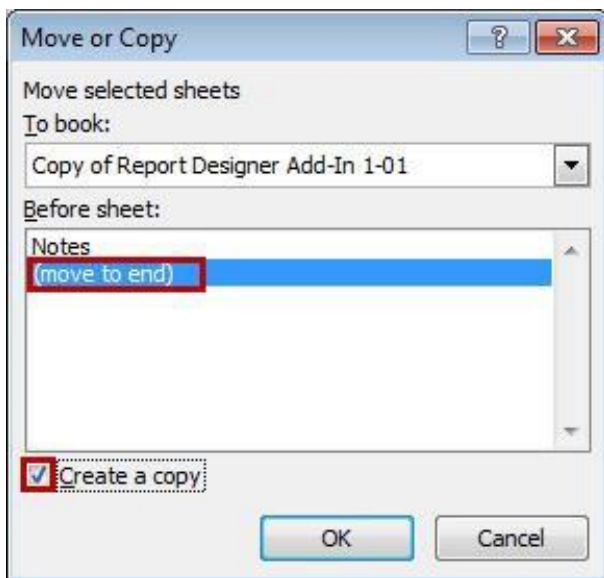 Move or Copy
?
Move selected sheets
To book:
Copy of Report Designer Add-In 1-01
Before sheet:
Notes
(move to end)
Create a copy
OK Cancel